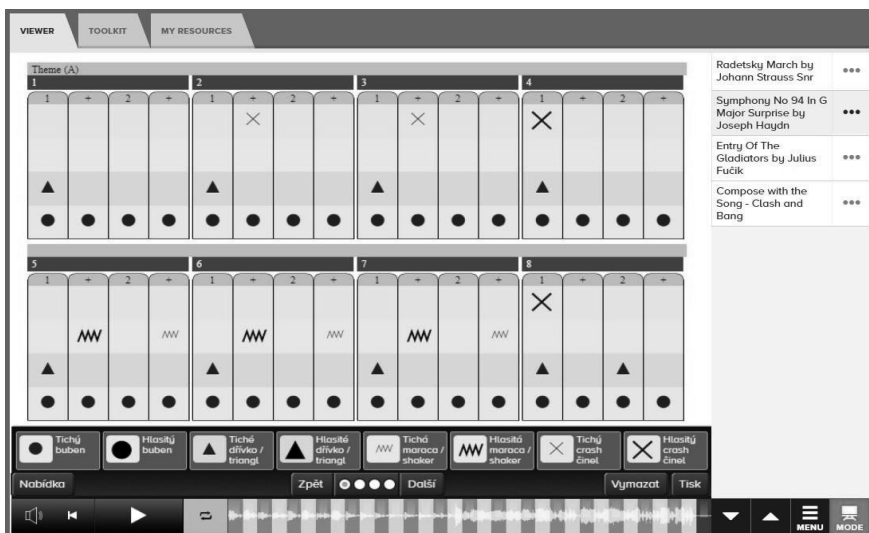 VIEWER TOOLKIT MY RESOURCES
Theme (A)
1 2 3 4
1 + 2 + 1 + 2 + 1 + 2 + 1 + 2 +
5 6 7 8
1 + 2 + 1 + 2 + 1 + 2 + 1 + 2 +
Radetsky March by
Johann Strauss Snr
Symphony No 94 In G
Major Surprise by
Joseph Haydn
Entry Of The
Gladiators by Julius
Fučik
Compose with the
Song - Clash and
Bang
Tichý
buben
Hlasitý
buben
Tiché
dřívko /
triangl
Hlasité
dřívko /
triangl
Tichá
maraca /
shaker
Hlasitá
maraca /
shaker
Tichý
crash
činel
Hlasitý
crash
činel
Nabídka Zpět Další Vymazat Tisk
MENU MODE